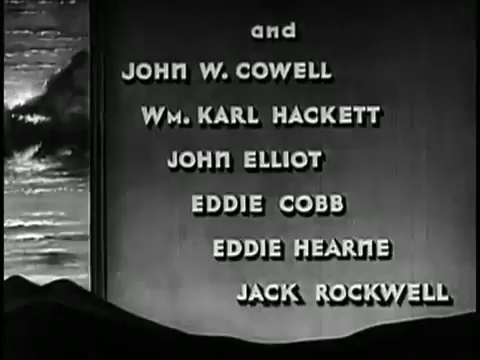 and
JOHN W. COWELL
WM. KARL HACKETT
JOHN ELLIOT
EDDIE COBB
EDDIE HEARNE
JACK ROCKWELL